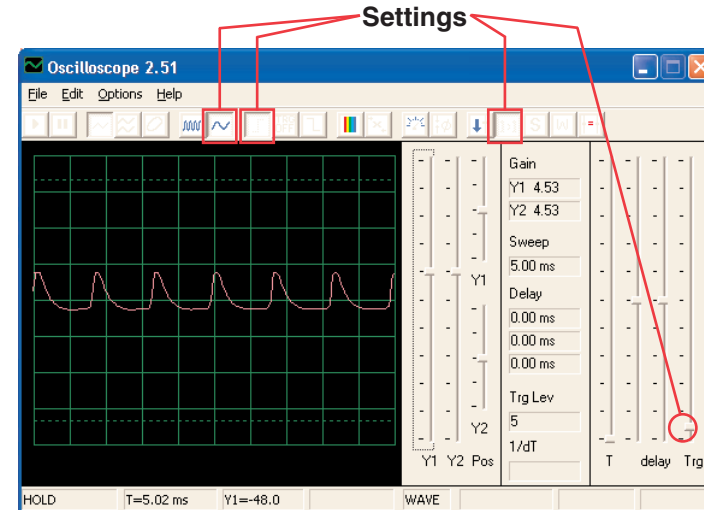 Settings
Oscilloscope 2.51
File Edit Options Help
Gain
Y1 4.53
Y2 4.53
Sweep
5.00 ms
Y1
Delay
0.00 ms
0.00 ms
0.00 ms
Trg Lev
5
Y2
1/dT
Y1 Y2 Pos T delay Trg
HOLD T=5.02 ms Y1=-48.0 WAVE